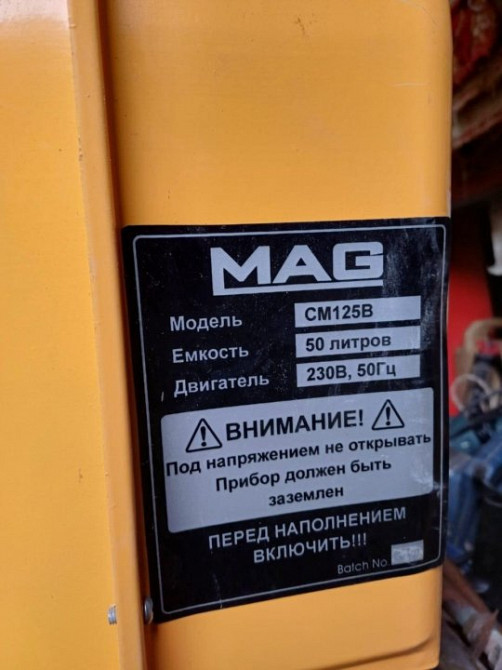 MAG
Модель CM125B
Емкость 50 литров
Двигатель 230В, 50Гц
ВНИМАНИЕ!
Под напряжением не открывать
Прибор должен быть
заземлен
ПЕРЕД НАПОЛНЕНИЕМ
ВКЛЮЧИТЬ!!!
Batch No